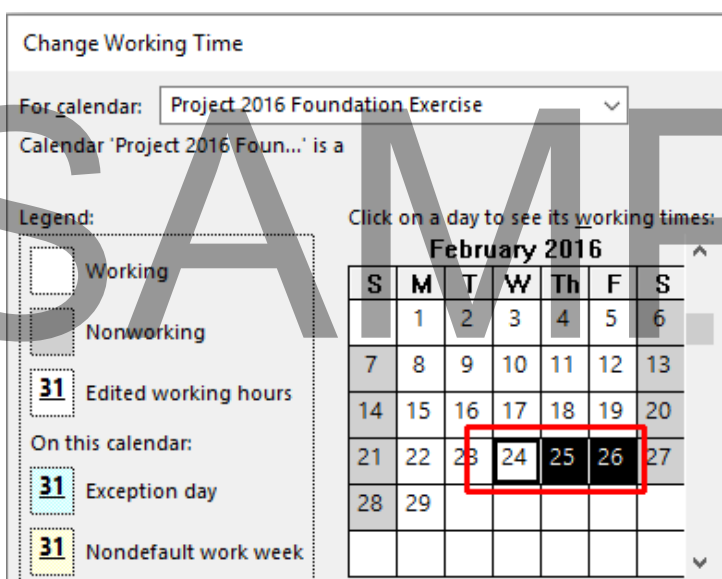 Change Working Time
For calendar: Project 2016 Foundation Exercise
Calendar 'Project 2016 Foun...' is a
Legend:
Working
Nonworking
31 Edited working hours
On this calendar:
31 Exception day
31 Nondefault work week
Click on a day to see its working times:
February 2016
S M T W Th F S
1 2 3 4 5 6
7 8 9 10 11 12 13
14 15 16 17 18 19 20
21 22 23 24 25 26 27
28 29